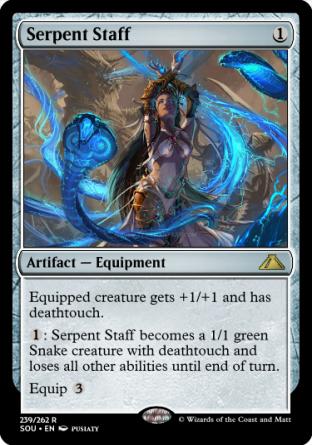 Serpent Staff 1
Artifact — Equipment
Equipped creature gets +1/+1 and has
deathtouch.
1 : Serpent Staff becomes a 1/1 green
Snake creature with deathtouch and
loses all other abilities until end of turn.
Equip 3
239/262 R
SOU • EN PUSIATY
© Wizards of the Coast and Matt